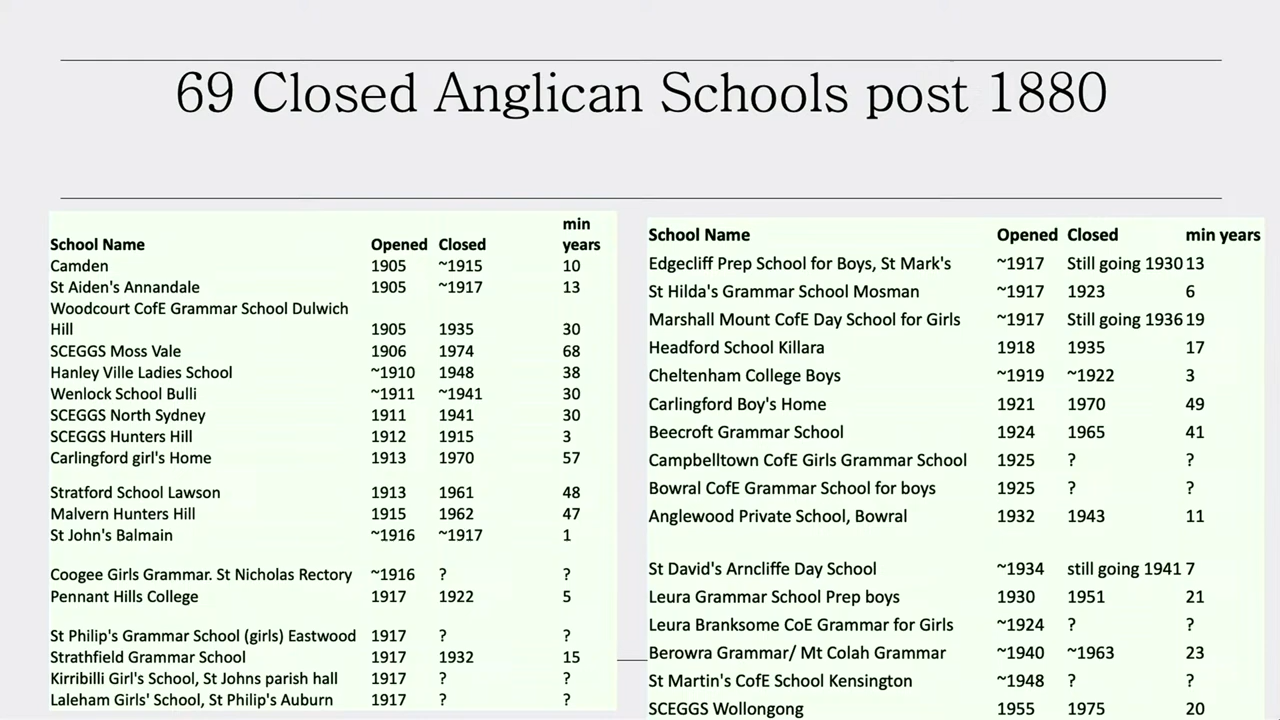 69 Closed Anglican Schools post 1880
School Name Opened Closed min years
Camden 1905 ~1915 10
St Aiden's Annandale 1905 ~1917 13
Woodcourt CofE Grammar School Dulwich
Hill 1905 1935 30
SCEGGS Moss Vale 1906 1974 68
Hanley Ville Ladies School ~1910 1948 38
Wenlock School Bulli ~1911 ~1941 30
SCEGGS North Sydney 1911 1941 30
SCEGGS Hunters Hill 1912 1915 3
Carlingford girl's Home 1913 1970 57
Stratford School Lawson 1913 1961 48
Malvern Hunters Hill 1915 1962 47
St John's Balmain ~1916 ~1917 1
Coogee Girls Grammar. St Nicholas Rectory ~1916 ? ?
Pennant Hills College 1917 1922 5
St Philip's Grammar School (girls) Eastwood 1917 ? ?
Strathfield Grammar School 1917 1932 15
Kirribilli Girl's School, St Johns parish hall 1917 ? ?
Laleham Girls' School, St Philip's Auburn 1917 ? ?
School Name Opened Closed min years
Edgecliff Prep School for Boys, St Mark's ~1917 Still going 1930 13
St Hilda's Grammar School Mosman ~1917 1923 6
Marshall Mount CofE Day School for Girls ~1917 Still going 1936 19
Headford School Killara 1918 1935 17
Cheltenham College Boys ~1919 ~1922 3
Carlingford Boy's Home 1921 1970 49
Beecroft Grammar School 1924 1965 41
Campbelltown CofE Girls Grammar School 1925 ? ?
Bowral CofE Grammar School for boys 1925 ? ?
Anglewood Private School, Bowral 1932 1943 11
St David's Arncliffe Day School ~1934 still going 1941 7
Leura Grammar School Prep boys 1930 1951 21
Leura Branksome CoE Grammar for Girls ~1924 ? ?
Berowra Grammar/ Mt Colah Grammar ~1940 ~1963 23
St Martin's CofE School Kensington ~1948 ? ?
SCEGGS Wollongong 1955 1975 20